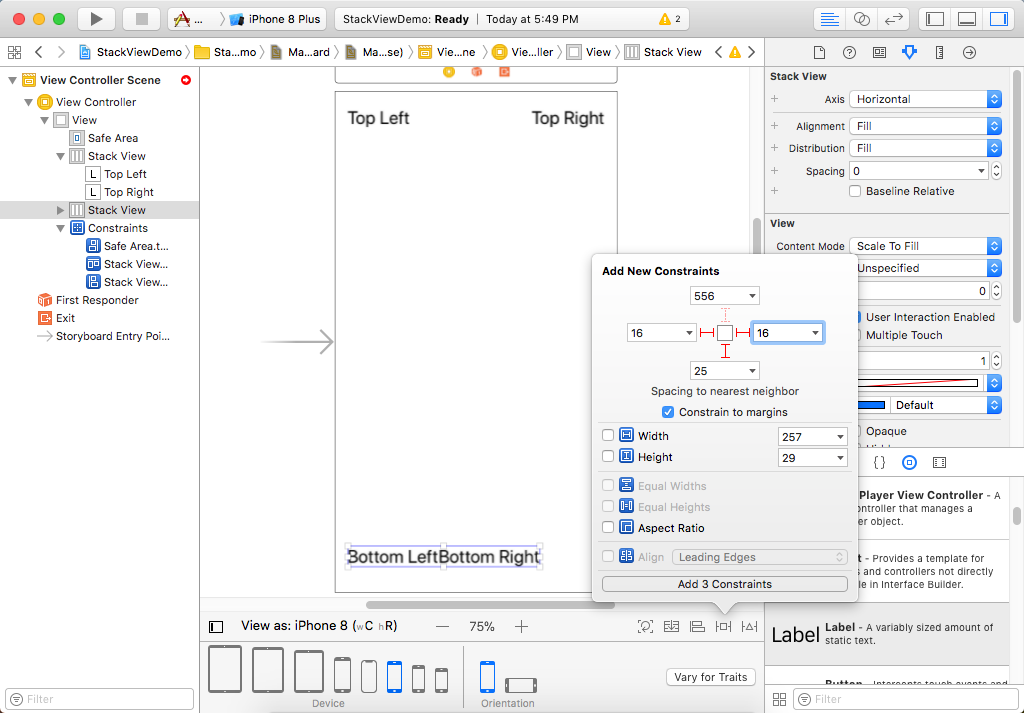 ... iPhone 8 Plus StackViewDemo: Ready | Today at 5:49 PM 2
StackViewDemo Sta...mo Ma...ard Ma...se) Vie...ne Vie...ller View Stack View
View Controller Scene
View Controller
View
Safe Area
Stack View
L Top Left
L Top Right
Stack View
Constraints
Safe Area.t...
Stack View...
Stack View...
First Responder
Exit
Storyboard Entry Poi...
Filter
Top Left Top Right
Bottom LeftBottom Right
Add New Constraints
556
16 16
25
Spacing to nearest neighbor
Constrain to margins
Width 257
Height 29
Equal Widths
Equal Heights
Aspect Ratio
Align Leading Edges
Add 3 Constraints
View as: iPhone 8 (wC hR) 75%
Device
Orientation
Vary for Traits
Stack View
Axis Horizontal
Alignment Fill
Distribution Fill
Spacing 0
Baseline Relative
View
Content Mode Scale To Fill
Unspecified
0
User Interaction Enabled
Multiple Touch
1
Default
Opaque
{}
Player View Controller - A
ontroller that manages a
er object.
t - Provides a template for
s and controllers not directly
le in Interface Builder.
Label Label - A variably sized amount of
static text.
Filter